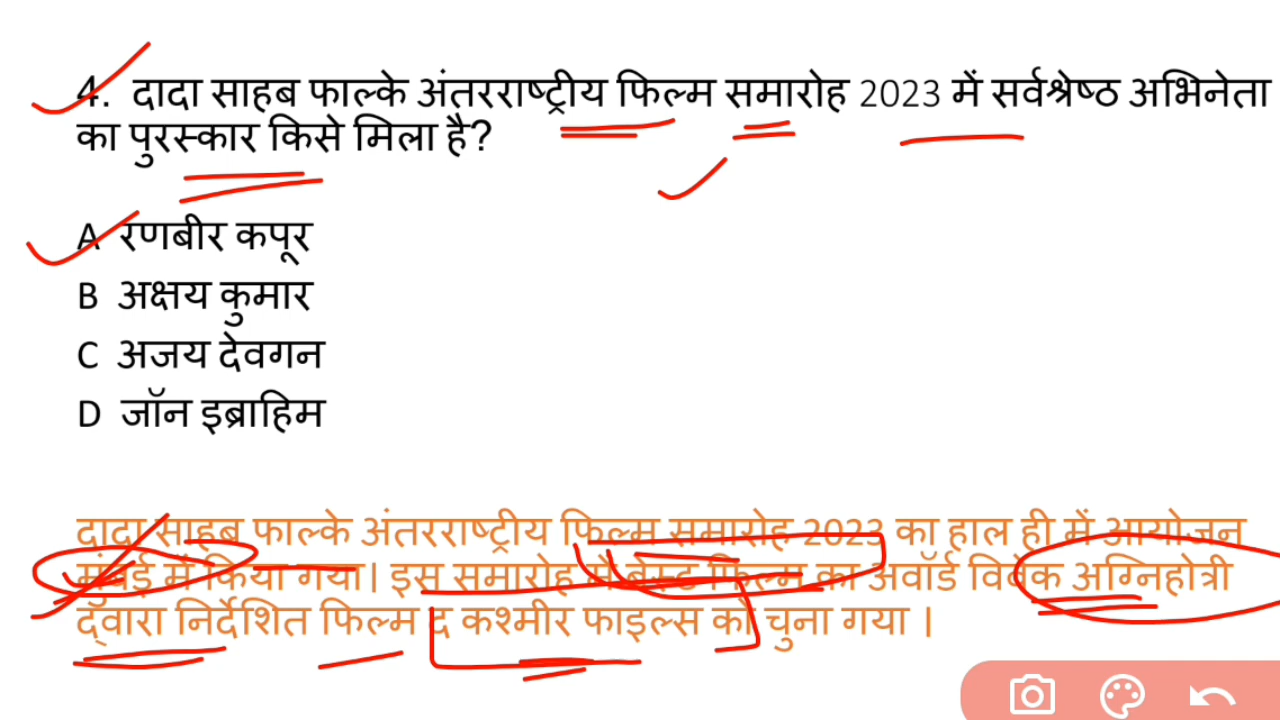 4. दादा साहब फाल्के अंतरराष्ट्रीय फिल्म समारोह 2023 में सर्वश्रेष्ठ अभिनेता
का पुरस्कार किसे मिला है?
A रणबीर कपूर
B अक्षय कुमार
C अजय देवगन
D जॉन इब्राहिम
दादा साहब फाल्के अंतरराष्ट्रीय फिल्म समारोह 2023 का हाल ही में आयोजन
मुंबई में किया गया। इस समारोह में बेस्ट फिल्म का अवॉर्ड विवेक अग्निहोत्री
द्वारा निर्देशित फिल्म द कश्मीर फाइल्स को चुना गया ।